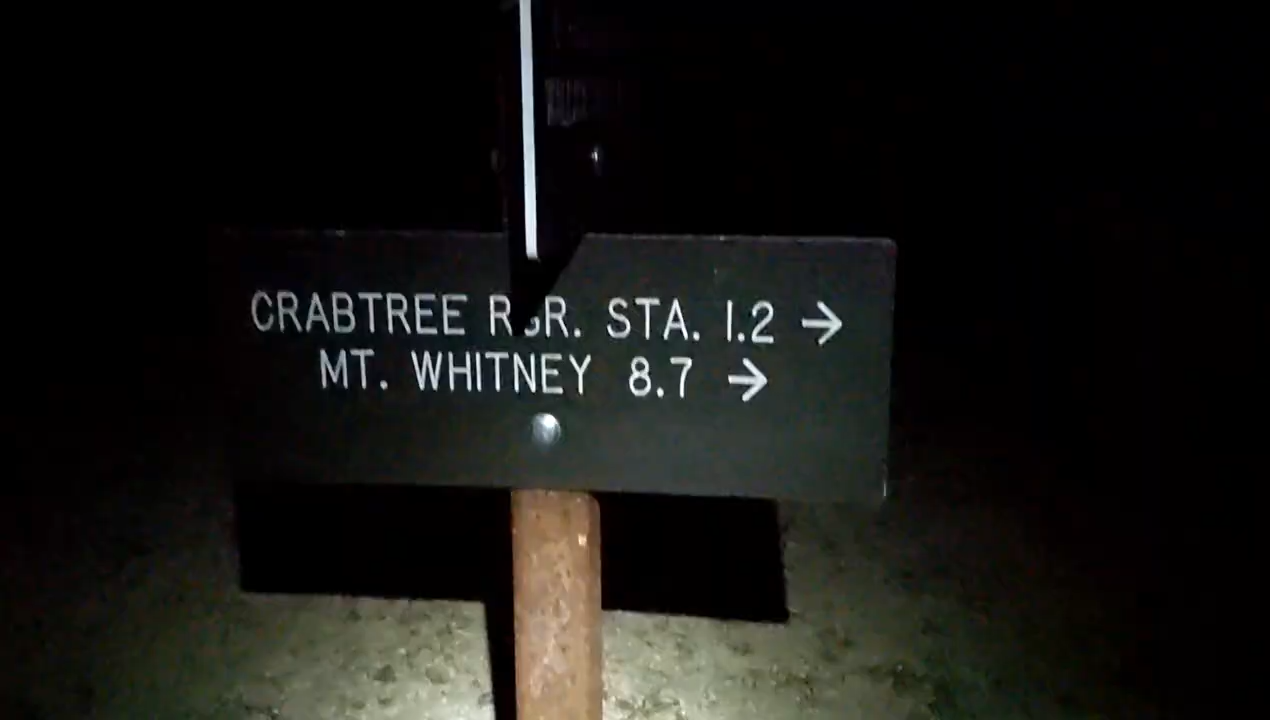 CRABTREE RGR. STA. 1.2 →
MT. WHITNEY 8.7 →